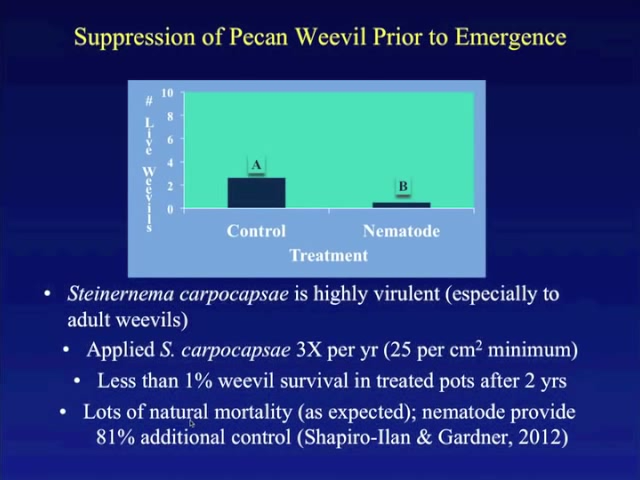 Suppression of Pecan Weevil Prior to Emergence
# Live Weevils
10
8
6
4
2
0
A
B
Control Nematode
Treatment
• Steinernema carpocapsae is highly virulent (especially to
adult weevils)
• Applied S. carpocapsae 3X per yr (25 per cm² minimum)
• Less than 1% weevil survival in treated pots after 2 yrs
• Lots of natural mortality (as expected); nematode provide
81% additional control (Shapiro-Ilan & Gardner, 2012)